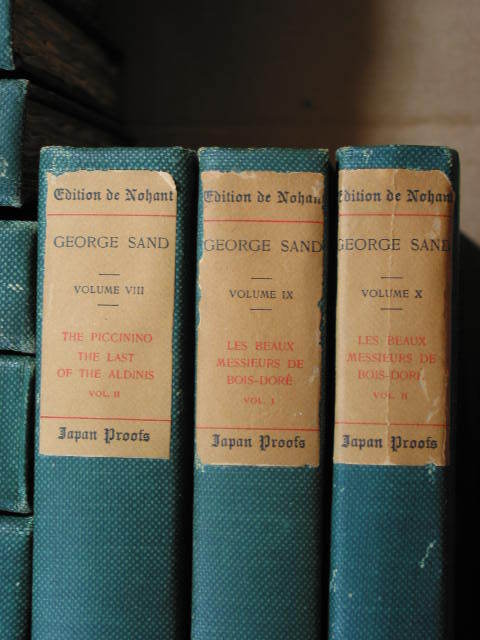 Edition de Nohant
GEORGE SAND
VOLUME VIII
THE PICCININO
THE LAST
OF THE ALDINIS
VOL. II
Japan Proofs
Edition de Nohant
GEORGE SAND
VOLUME IX
LES BEAUX
MESSIEURS DE
BOIS-DORÉ
VOL. I
Japan Proofs
Edition de Nohant
GEORGE SAND
VOLUME X
LES BEAUX
MESSIEURS DE
BOIS-DORÉ
VOL. II
Japan Proofs